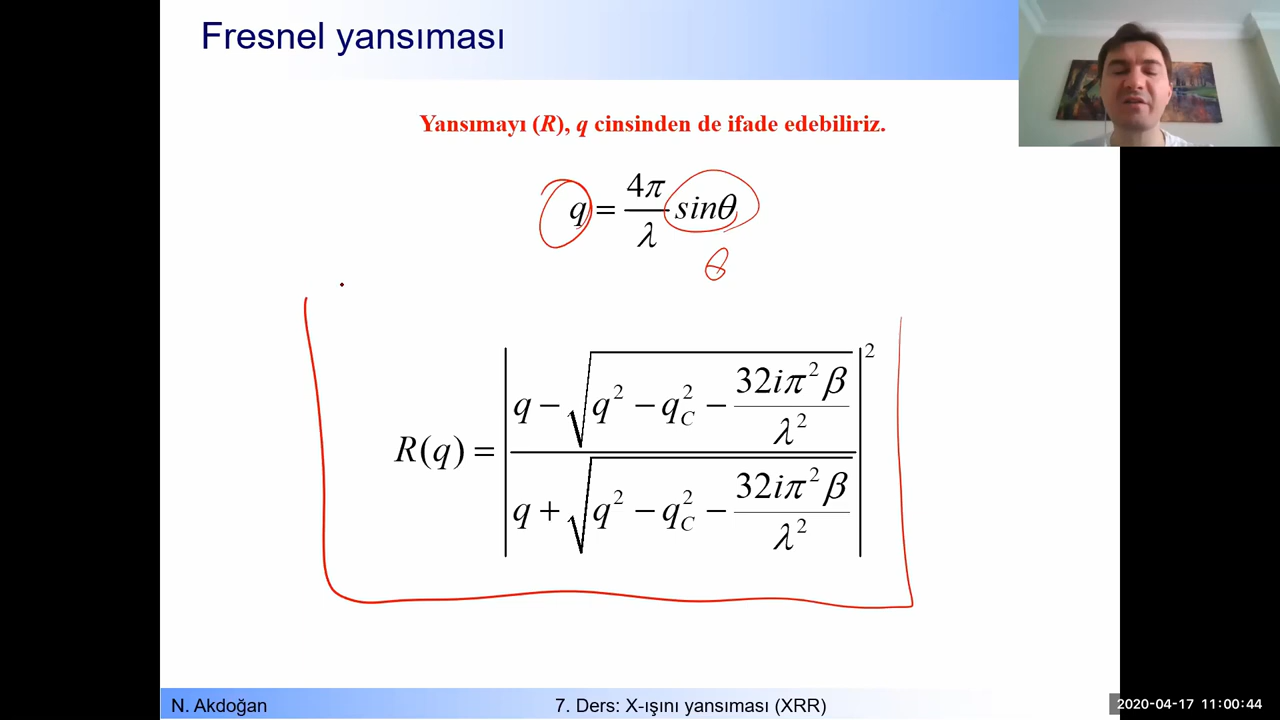 Fresnel yansıması
Yansımayı (R), q cinsinden de ifade edebiliriz.
q = 4π/λ sinθ
θ
R(q) = | (q − √(q² − q_C² − 32iπ²β/λ²)) / (q + √(q² − q_C² − 32iπ²β/λ²)) |²
N. Akdoğan
7. Ders: X-ışını yansıması (XRR)
2020-04-17 11:00:44